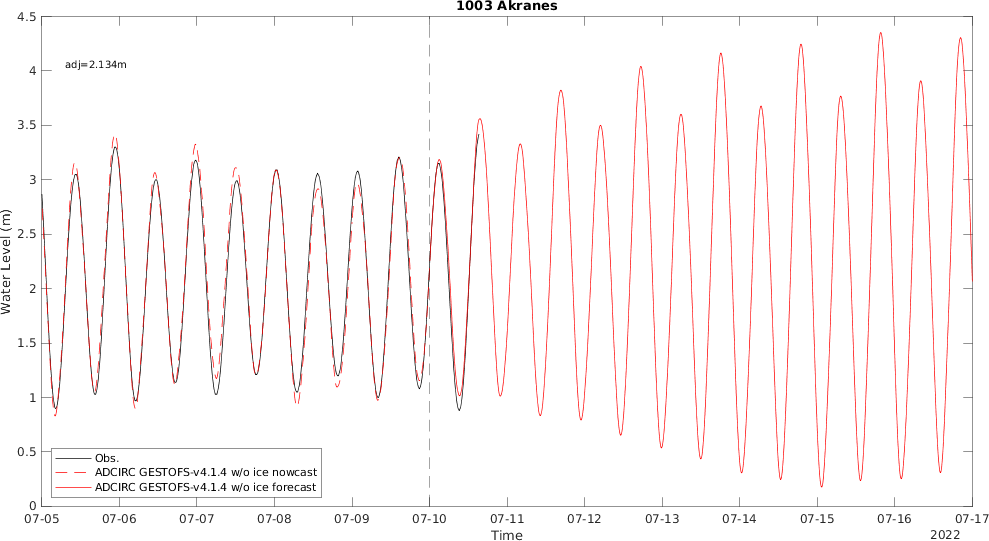 1003 Akranes
4.5
4
3.5
3
2.5
2
1.5
1
0.5
0
Water Level (m)
adj=2.134m
Obs.
ADCIRC GESTOFS-v4.1.4 w/o ice nowcast
ADCIRC GESTOFS-v4.1.4 w/o ice forecast
07-05 07-06 07-07 07-08 07-09 07-10 07-11 07-12 07-13 07-14 07-15 07-16 07-17
Time
2022